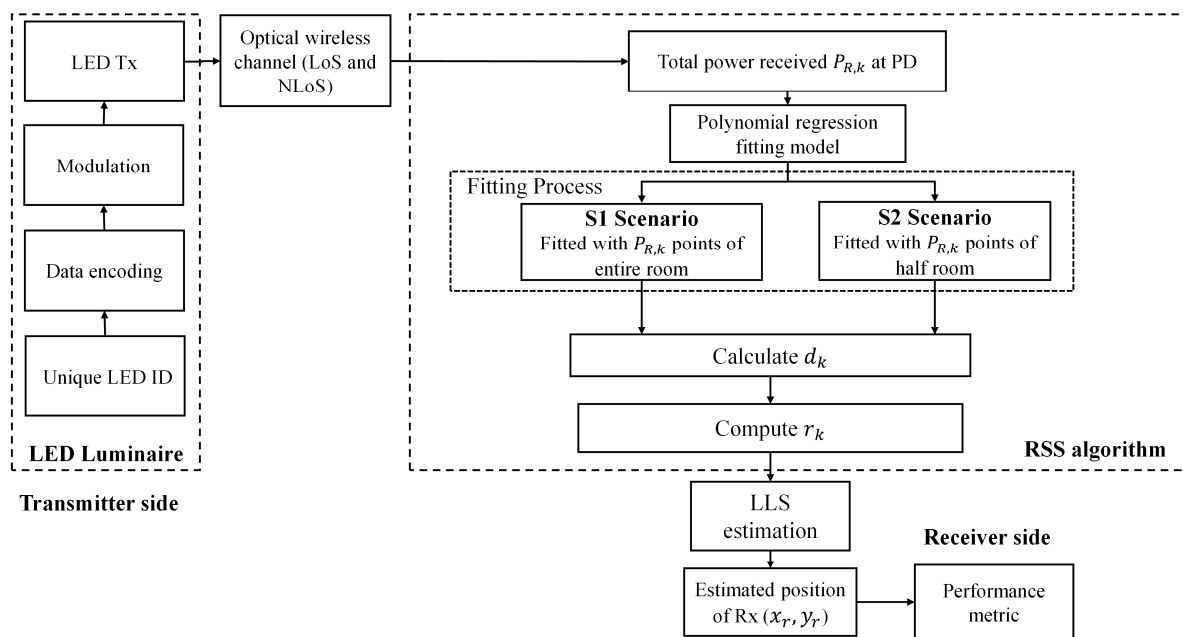 LED Tx
Modulation
Data encoding
Unique LED ID
LED Luminaire
Transmitter side
Optical wireless
channel (LoS and
NLoS)
Total power received P_{R,k} at PD
Polynomial regression
fitting model
Fitting Process
S1 Scenario
Fitted with P_{R,k} points of
entire room
S2 Scenario
Fitted with P_{R,k} points of
half room
Calculate d_k
Compute r_k
RSS algorithm
LLS
estimation
Receiver side
Estimated position
of Rx (x_r, y_r)
Performance
metric